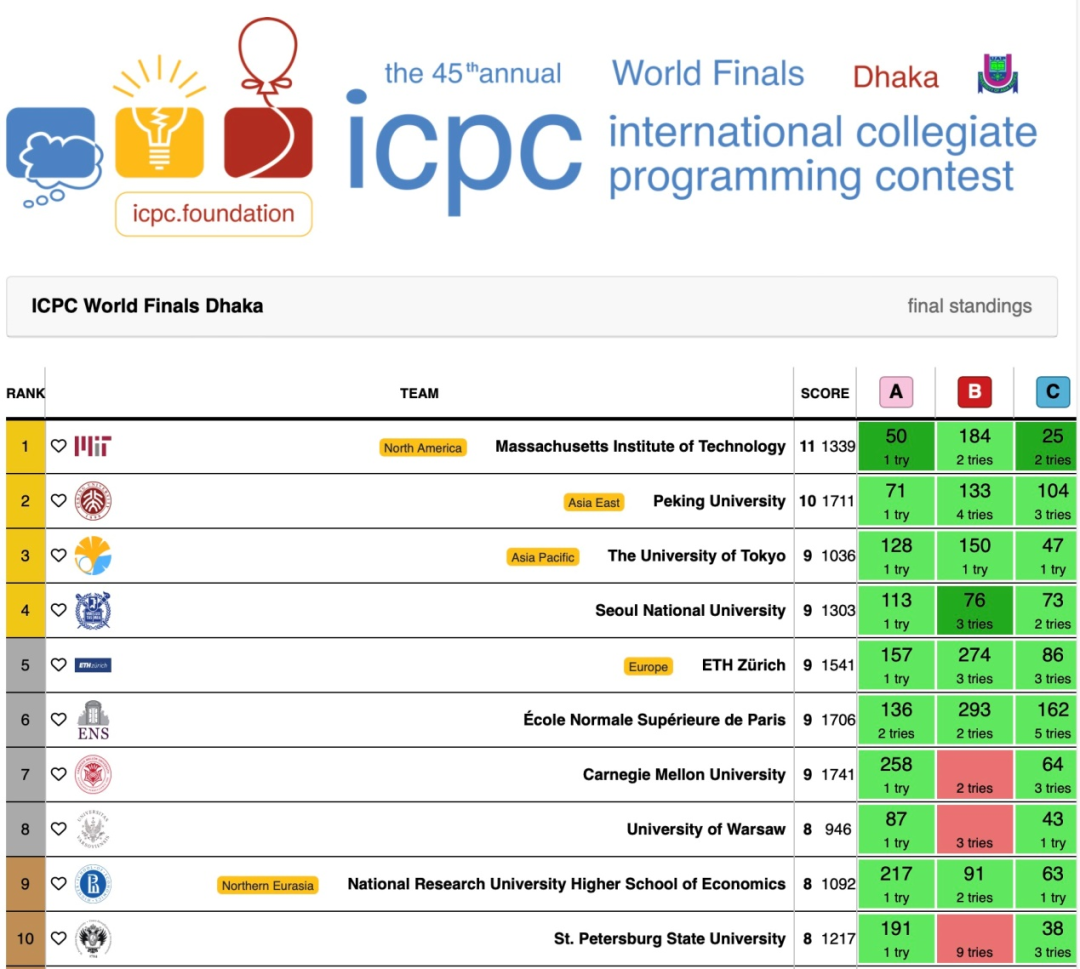 the 45th annual World Finals Dhaka
icpc international collegiate
programming contest
icpc.foundation
ICPC World Finals Dhaka final standings
RANK TEAM SCORE A B C
1 MIT North America Massachusetts Institute of Technology 11 1339 50 184 25
1 try 2 tries 2 tries
2 Asia East Peking University 10 1711 71 133 104
1 try 4 tries 3 tries
3 Asia Pacific The University of Tokyo 9 1036 128 150 47
1 try 1 try 1 try
4 Seoul National University 9 1303 113 76 73
1 try 3 tries 2 tries
5 ETH zürich Europe ETH Zürich 9 1541 157 274 86
1 try 3 tries 3 tries
6 ENS École Normale Supérieure de Paris 9 1706 136 293 162
2 tries 2 tries 5 tries
7 Carnegie Mellon University 9 1741 258 64
1 try 2 tries 3 tries
8 University of Warsaw 8 946 87 43
1 try 3 tries 1 try
9 Northern Eurasia National Research University Higher School of Economics 8 1092 217 91 63
1 try 2 tries 1 try
10 St. Petersburg State University 8 1217 191 38
1 try 9 tries 3 tries